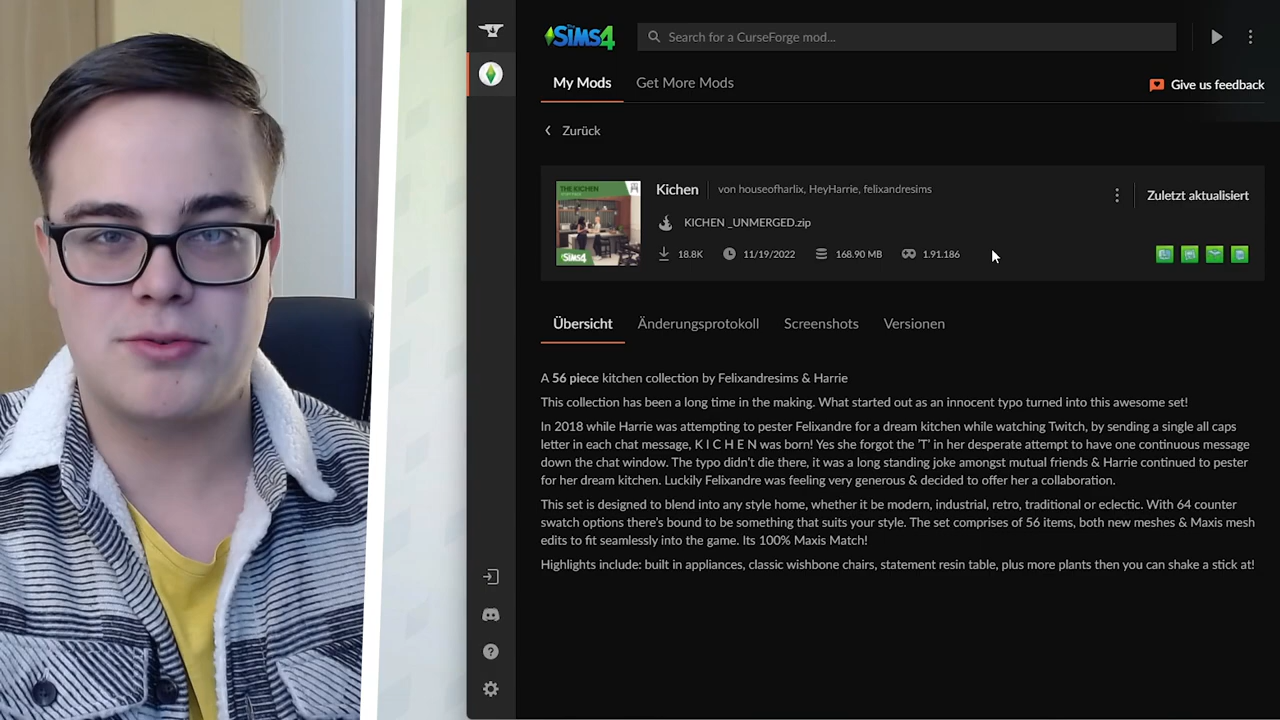 The SiMS 4
Search for a CurseForge mod...
My Mods
Get More Mods
Give us feedback
Zurück
THE KICHEN
SiMS4
Kichen
von houseofharlix, HeyHarrie, felixandresims
Zuletzt aktualisiert
KICHEN _UNMERGED.zip
18.8K
11/19/2022
168.90 MB
1.91.186
Übersicht
Änderungsprotokoll
Screenshots
Versionen
A 56 piece kitchen collection by Felixandresims & Harrie
This collection has been a long time in the making. What started out as an innocent typo turned into this awesome set!
In 2018 while Harrie was attempting to pester Felixandre for a dream kitchen while watching Twitch, by sending a single all caps
letter in each chat message, K I C H E N was born! Yes she forgot the 'T' in her desperate attempt to have one continuous message
down the chat window. The typo didn't die there, it was a long standing joke amongst mutual friends & Harrie continued to pester
for her dream kitchen. Luckily Felixandre was feeling very generous & decided to offer her a collaboration.
This set is designed to blend into any style home, whether it be modern, industrial, retro, traditional or eclectic. With 64 counter
swatch options there's bound to be something that suits your style. The set comprises of 56 items, both new meshes & Maxis mesh
edits to fit seamlessly into the game. Its 100% Maxis Match!
Highlights include: built in appliances, classic wishbone chairs, statement resin table, plus more plants then you can shake a stick at!